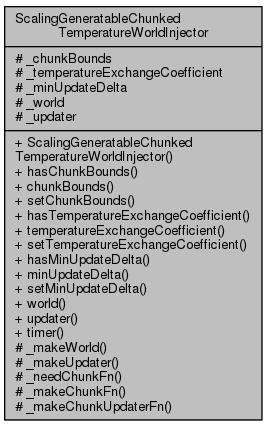 ScalingGeneratableChunked
TemperatureWorldInjector
# _chunkBounds
# _temperatureExchangeCoefficient
# _minUpdateDelta
# _world
# _updater
+ ScalingGeneratableChunked
TemperatureWorldInjector()
+ hasChunkBounds()
+ chunkBounds()
+ setChunkBounds()
+ hasTemperatureExchangeCoefficient()
+ temperatureExchangeCoefficient()
+ setTemperatureExchangeCoefficient()
+ hasMinUpdateDelta()
+ minUpdateDelta()
+ setMinUpdateDelta()
+ world()
+ updater()
+ timer()
# _makeWorld()
# _makeUpdater()
# _needChunkFn()
# _makeChunkFn()
# _makeChunkUpdaterFn()